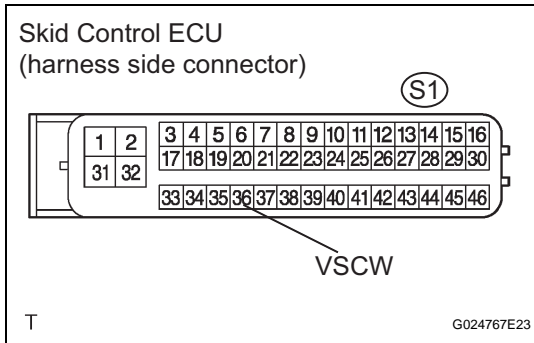 Skid Control ECU
(harness side connector)
S1
1 2 3 4 5 6 7 8 9 10 11 12 13 14 15 16
31 32 17 18 19 20 21 22 23 24 25 26 27 28 29 30
33 34 35 36 37 38 39 40 41 42 43 44 45 46
VSCW
T G024767E23